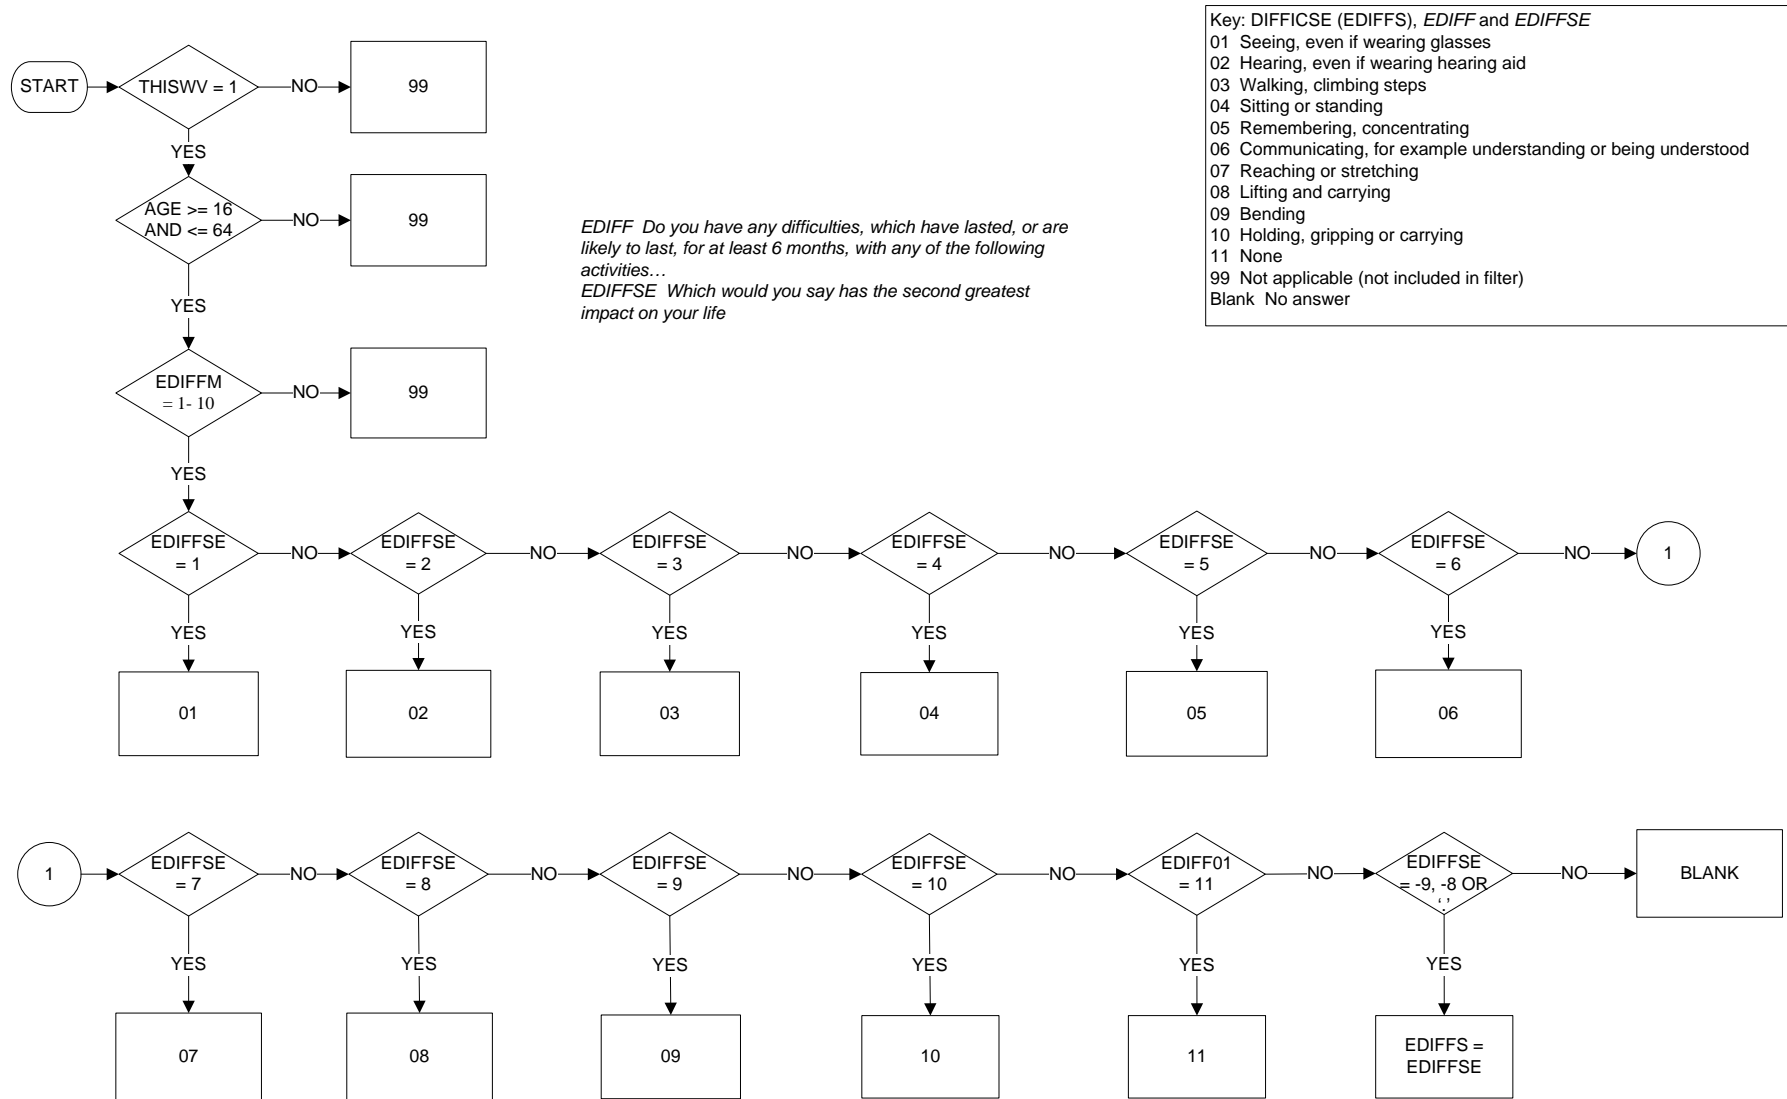 Key: DIFFICSE (EDIFFS), EDIFF and EDIFFSE
01 Seeing, even if wearing glasses
02 Hearing, even if wearing hearing aid
03 Walking, climbing steps
04 Sitting or standing
05 Remembering, concentrating
06 Communicating, for example understanding or being understood
07 Reaching or stretching
08 Lifting and carrying
09 Bending
10 Holding, gripping or carrying
11 None
99 Not applicable (not included in filter)
Blank No answer
START
THISWV = 1
NO
99
YES
AGE >= 16
AND <= 64
NO
99
EDIFF Do you have any difficulties, which have lasted, or are
likely to last, for at least 6 months, with any of the following
activities…
EDIFFSE Which would you say has the second greatest
impact on your life
YES
EDIFFM
= 1- 10
NO
99
YES
EDIFFSE
= 1
NO
EDIFFSE
= 2
NO
EDIFFSE
= 3
NO
EDIFFSE
= 4
NO
EDIFFSE
= 5
NO
EDIFFSE
= 6
NO
1
YES
YES
YES
YES
YES
YES
01
02
03
04
05
06
1
EDIFFSE
= 7
NO
EDIFFSE
= 8
NO
EDIFFSE
= 9
NO
EDIFFSE
= 10
NO
EDIFF01
= 11
NO
EDIFFSE
= -9, -8 OR
‘.’
NO
BLANK
YES
YES
YES
YES
YES
YES
07
08
09
10
11
EDIFFS =
EDIFFSE